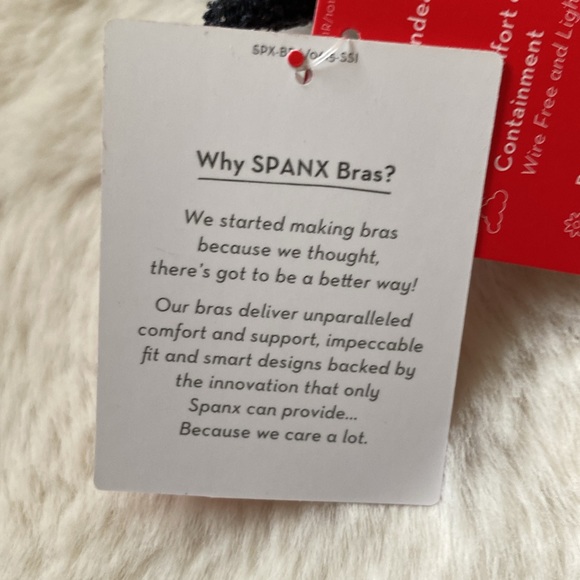 Why SPANX Bras?
We started making bras
because we thought,
there's got to be a better way!
Our bras deliver unparalleled
comfort and support, impeccable
fit and smart designs backed by
the innovation that only
Spanx can provide...
Because we care a lot.
Containment
Wire Free and